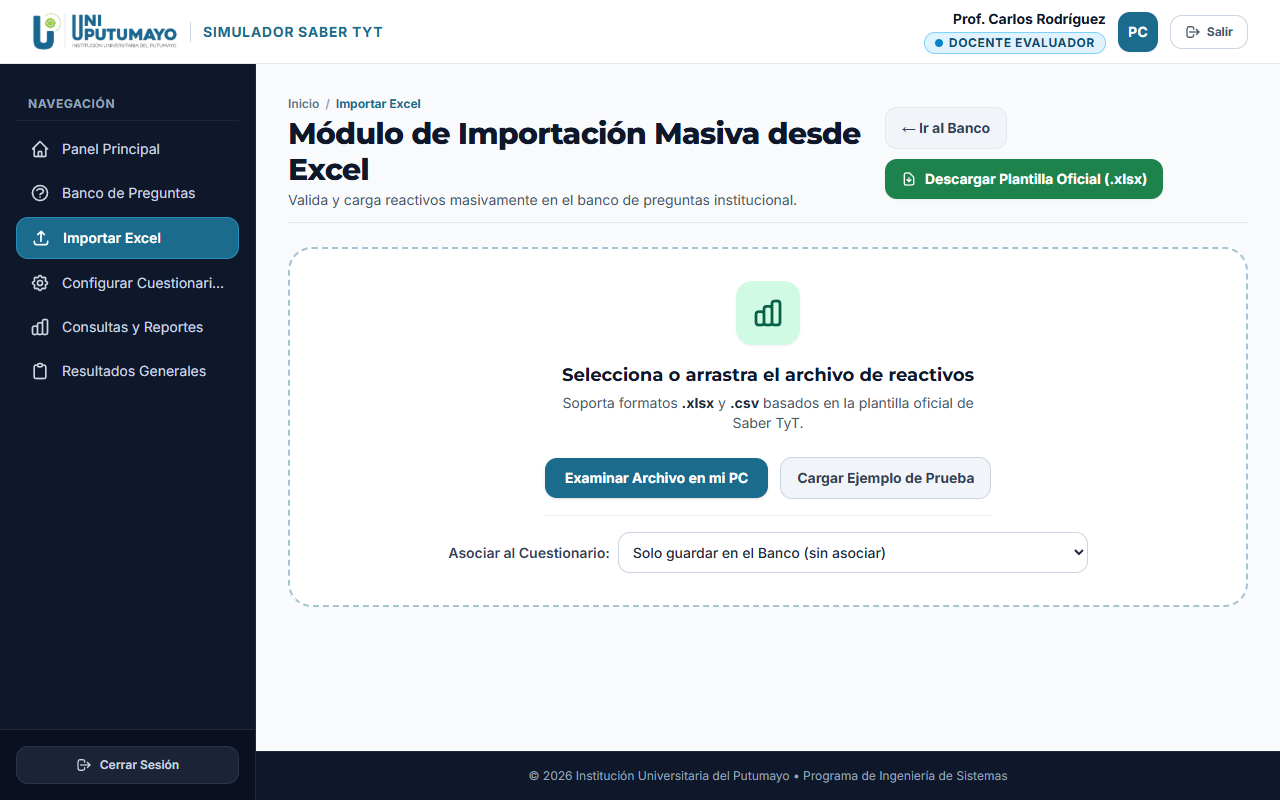 UNI
UPUTUMAYO
INSTITUCIÓN UNIVERSITARIA DEL PUTUMAYO
SIMULADOR SABER TYT
Prof. Carlos Rodríguez
DOCENTE EVALUADOR
PC
Salir
NAVEGACIÓN
Panel Principal
Banco de Preguntas
Importar Excel
Configurar Cuestionari...
Consultas y Reportes
Resultados Generales
Cerrar Sesión
Inicio / Importar Excel
Módulo de Importación Masiva desde
Excel
Valida y carga reactivos masivamente en el banco de preguntas institucional.
← Ir al Banco
Descargar Plantilla Oficial (.xlsx)
Selecciona o arrastra el archivo de reactivos
Soporta formatos .xlsx y .csv basados en la plantilla oficial de
Saber TyT.
Examinar Archivo en mi PC
Cargar Ejemplo de Prueba
Asociar al Cuestionario: Solo guardar en el Banco (sin asociar)
© 2026 Institución Universitaria del Putumayo • Programa de Ingeniería de Sistemas